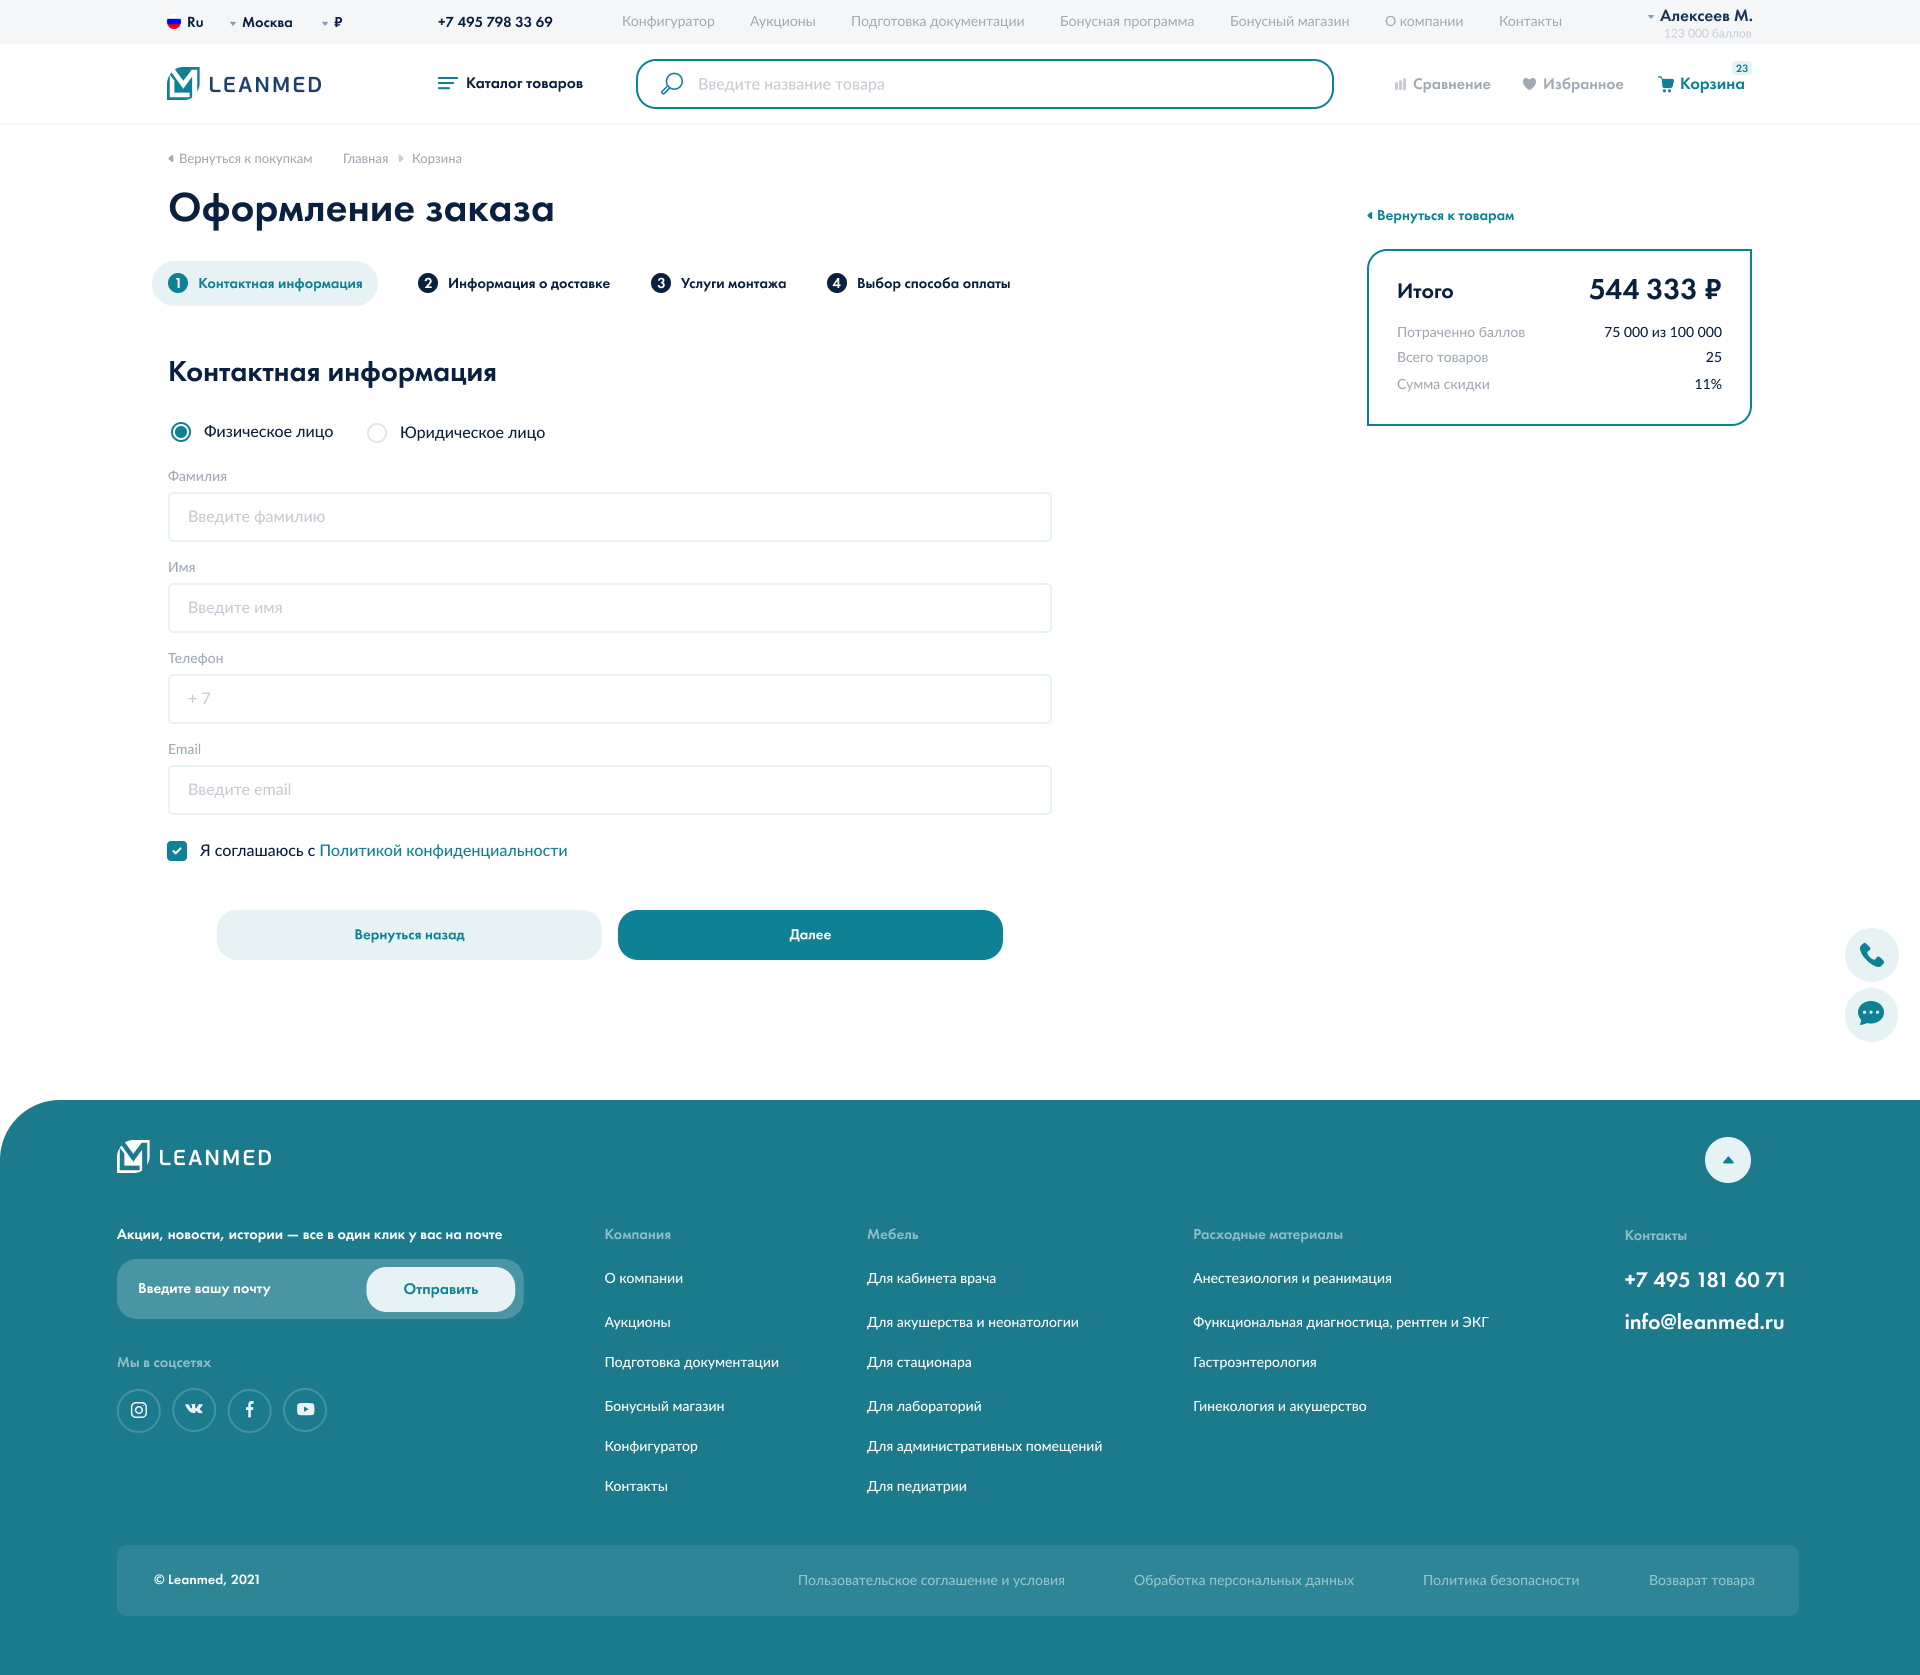 Ru
Москва
₽
+7 495 798 33 69
Конфигуратор
Аукционы
Подготовка документации
Бонусная программа
Бонусный магазин
О компании
Контакты
Алексеев М.
123 000 баллов
LEANMED
Каталог товаров
Введите название товара
Сравнение
Избранное
Корзина
23
Вернуться к покупкам
Главная
Корзина
Оформление заказа
Вернуться к товарам
1 Контактная информация
2 Информация о доставке
3 Услуги монтажа
4 Выбор способа оплаты
Итого 544 333 ₽
Потраченно баллов 75 000 из 100 000
Всего товаров 25
Сумма скидки 11%
Контактная информация
Физическое лицо
Юридическое лицо
Фамилия
Введите фамилию
Имя
Введите имя
Телефон
+ 7
Email
Введите email
Я соглашаюсь с Политикой конфиденциальности
Вернуться назад
Далее
LEANMED
Акции, новости, истории — все в один клик у вас на почте
Введите вашу почту
Отправить
Мы в соцсетях
Компания
О компании
Аукционы
Подготовка документации
Бонусный магазин
Конфигуратор
Контакты
Мебель
Для кабинета врача
Для акушерства и неонатологии
Для стационара
Для лабораторий
Для административных помещений
Для педиатрии
Расходные материалы
Анестезиология и реанимация
Функциональная диагностица, рентген и ЭКГ
Гастроэнтерология
Гинекология и акушерство
Контакты
+7 495 181 60 71
info@leanmed.ru
© Leanmed, 2021
Пользовательское соглашение и условия
Обработка персональных данных
Политика безопасности
Возварат товара